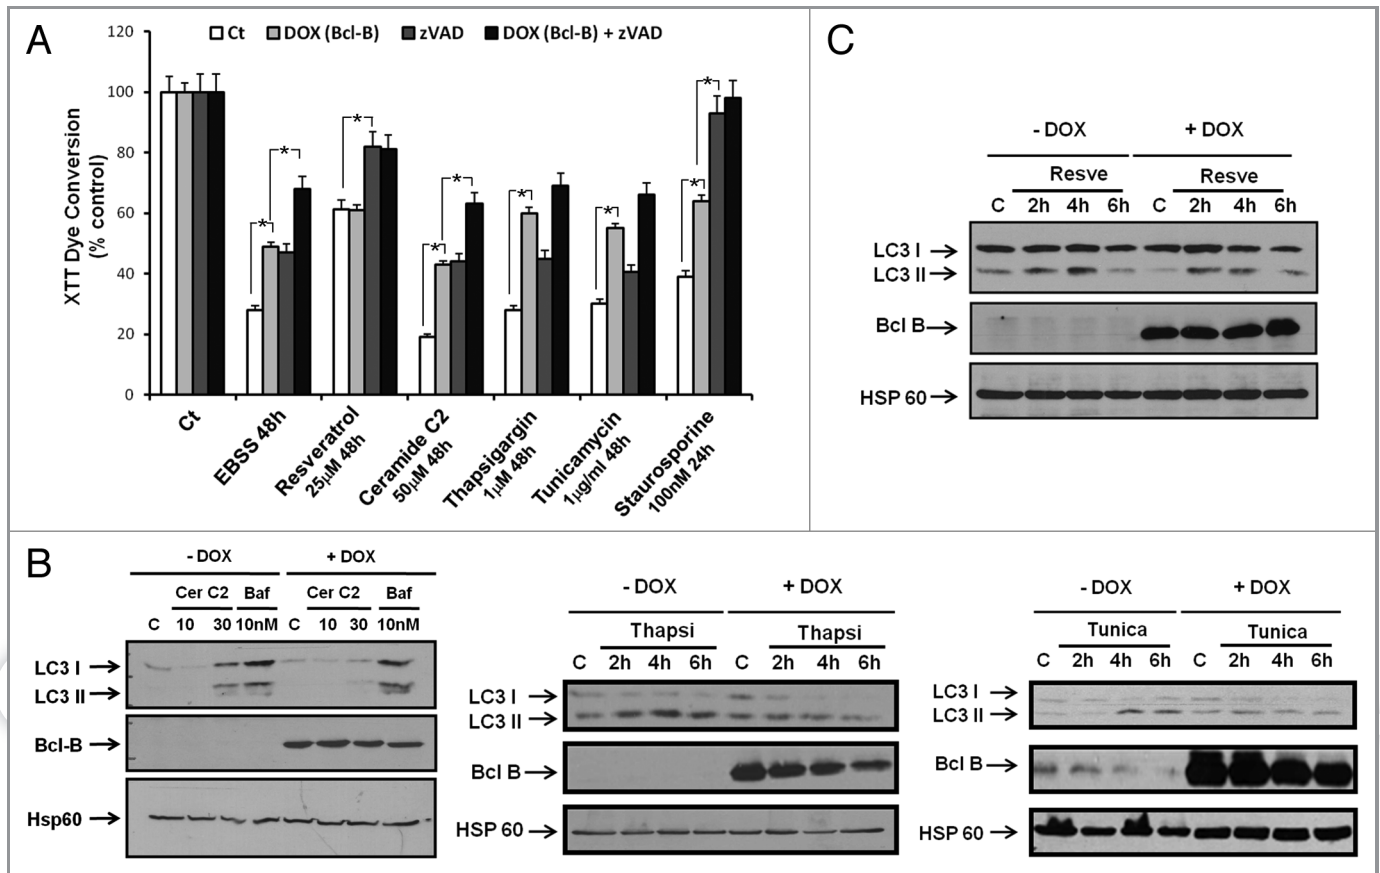 A
Ct DOX (Bcl-B) zVAD DOX (Bcl-B) + zVAD
XTT Dye Conversion
(% control)
120
100
80
60
40
20
0
* * * * * * * * *
Ct
EBSS 48h
Resveratrol
25µM 48h
Ceramide C2
50µM 48h
Thapsigargin
1µM 48h
Tunicamycin
1µg/ml 48h
Staurosporine
100nM 24h
C
- DOX + DOX
Resve Resve
C 2h 4h 6h C 2h 4h 6h
LC3 I
LC3 II
Bcl B
HSP 60
B
- DOX + DOX
Cer C2 Baf Cer C2 Baf
C 10 30 10nM C 10 30 10nM
LC3 I
LC3 II
Bcl-B
Hsp60
- DOX + DOX
Thapsi Thapsi
C 2h 4h 6h C 2h 4h 6h
LC3 I
LC3 II
Bcl B
HSP 60
- DOX + DOX
Tunica Tunica
C 2h 4h 6h C 2h 4h 6h
LC3 I
LC3 II
Bcl B
HSP 60